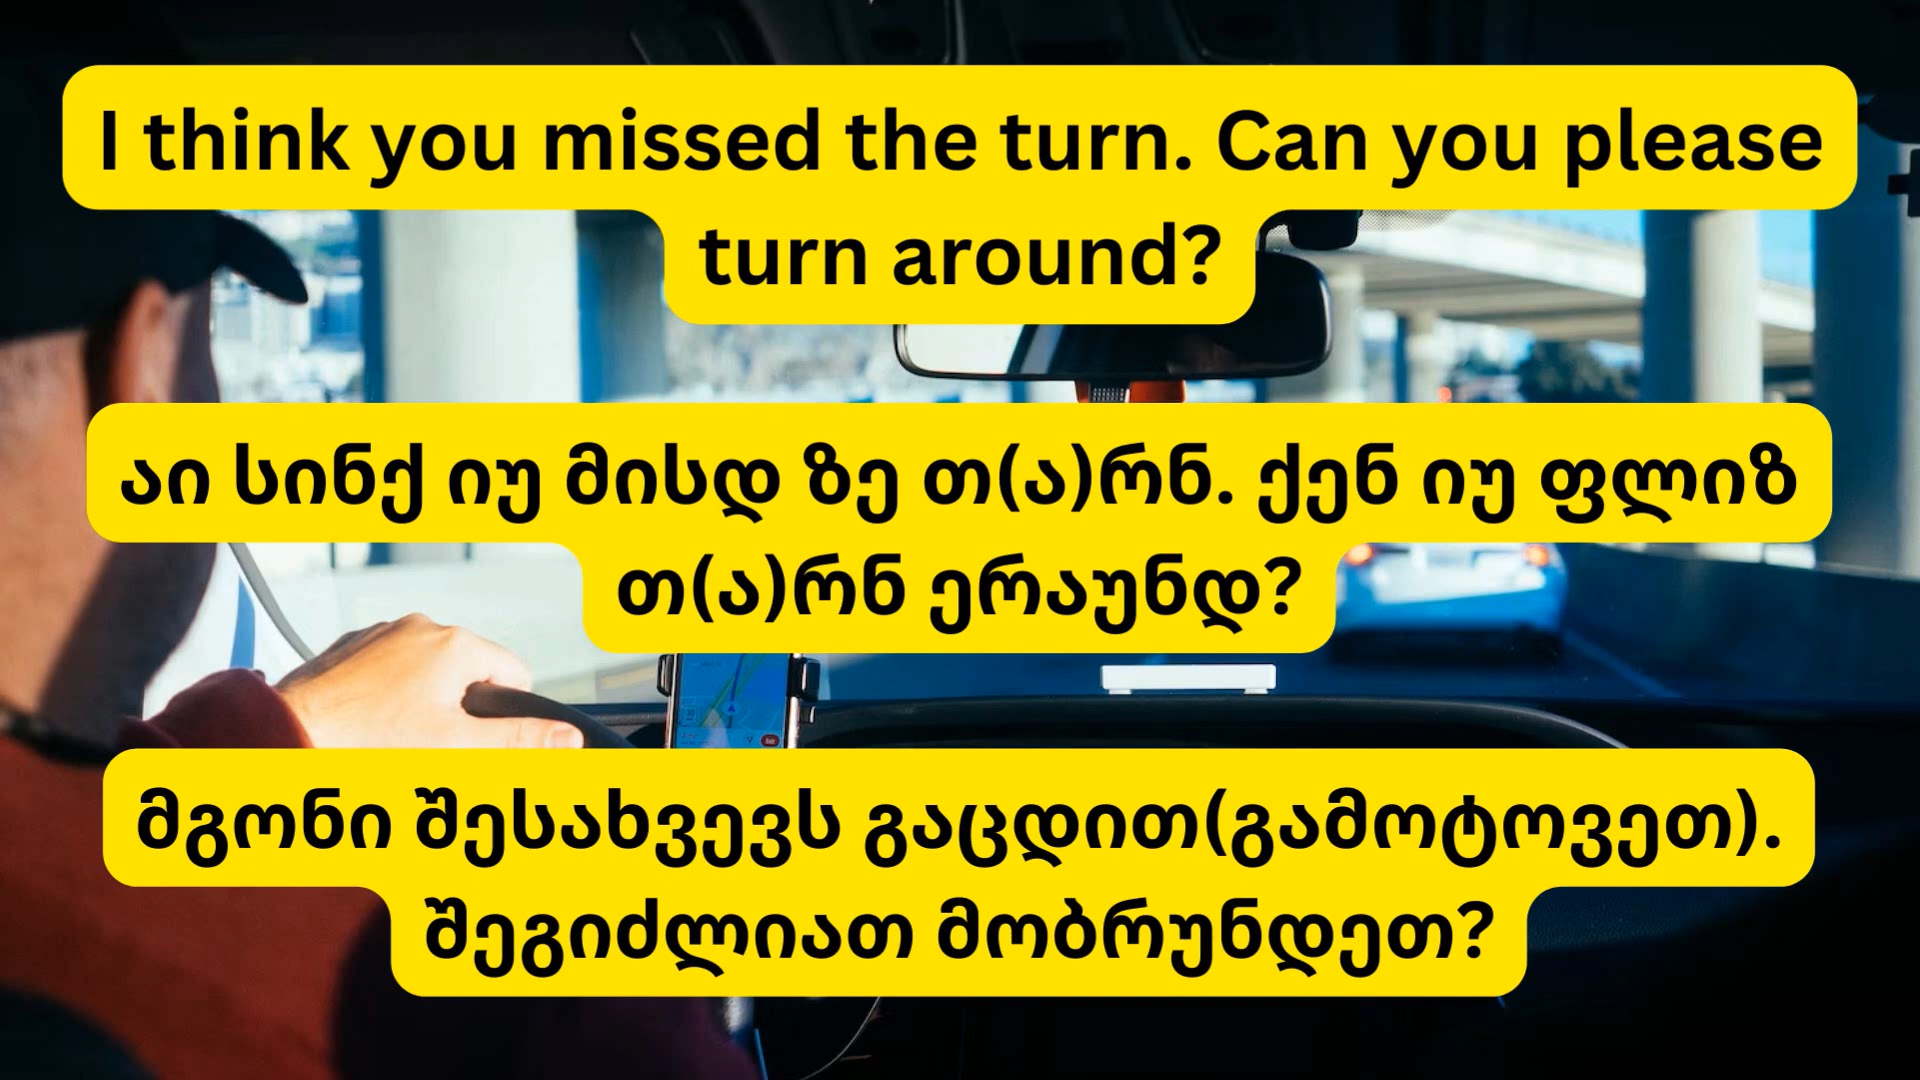 I think you missed the turn. Can you please
turn around?
აი სინქ იუ მისდ ზე თ(ა)რნ. ქენ იუ ფლიზ
თ(ა)რნ ერაუნდ?
მგონი შესახვევს გაცდით(გამოტოვეთ).
შეგიძლიათ მობრუნდეთ?